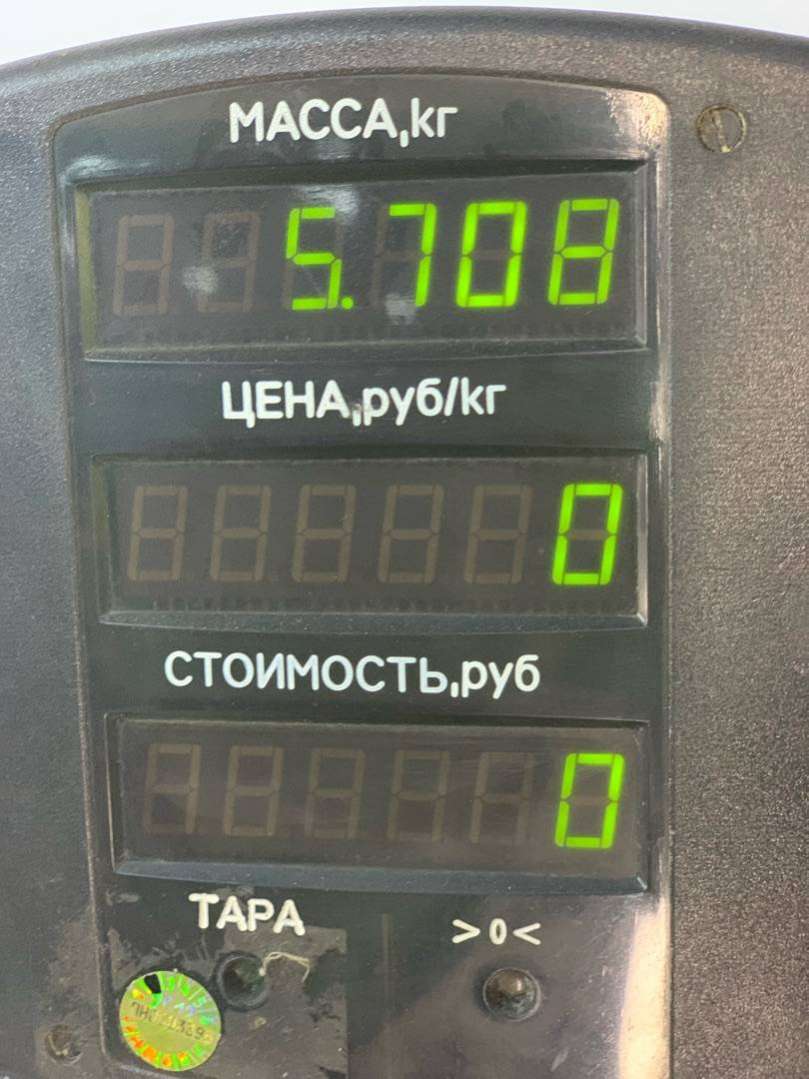 МАССА,кг
5.708
ЦЕНА,руб/кг
0
СТОИМОСТЬ,руб
0
ТАРА >0<